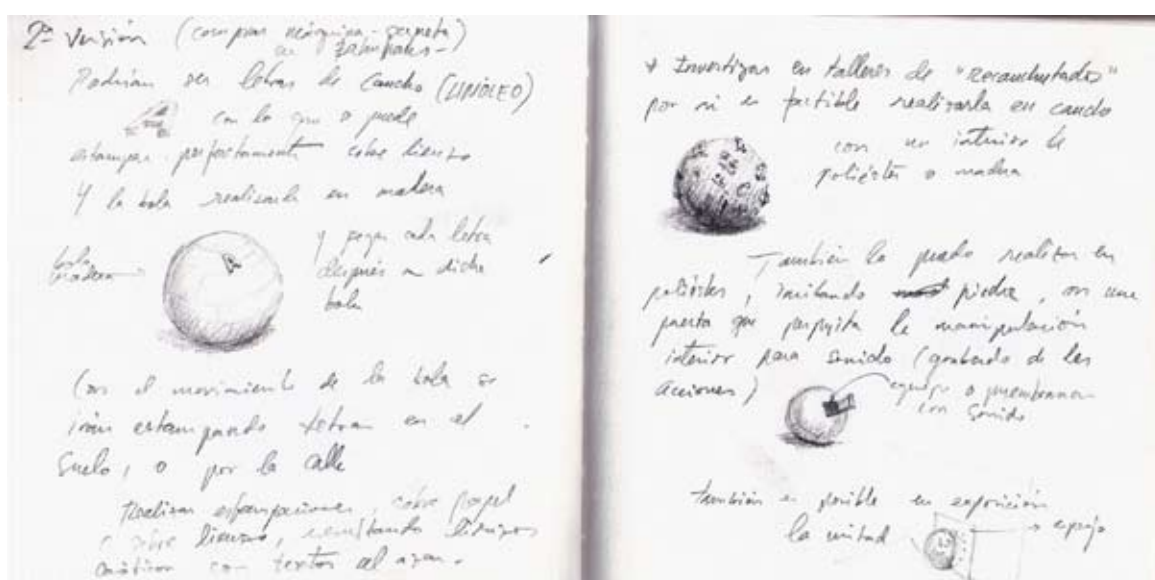 2ª Versión (comprar máquina-
en
Podrían ser letras de caucho (LINÓLEO)
con lo que se puede
estampar perfectamente sobre lienzo
Y la bola realizarla en madera
bola
madera
y pegar cada letra
después a dicha
bola
Con el movimiento de la bola se
irán estampando letras en el
suelo, o por la calle
Realizar estampaciones sobre papel
o sobre lienzo, resultando lienzos
con textos al azar.
* Investigar en talleres de "recauchutado"
por si es factible realizarla en caucho
con un interior de
poliéster o madera
También la puedo realizar en
poliéster, imitando piedra, con una
puerta que permita la manipulación
interior para sonido (grabado de las
acciones)
equipo o
con sonido
también es posible en exposición
la mitad
espejo